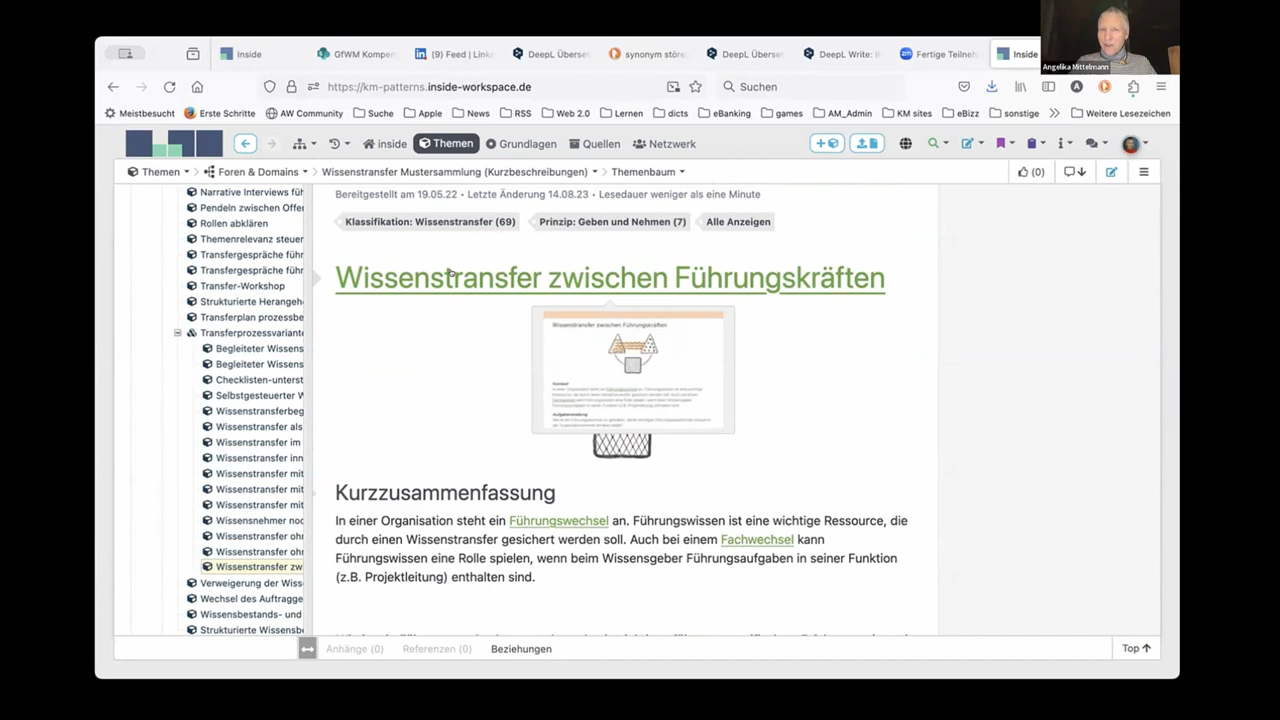 Inside
GfWM Kompen
(9) Feed | Linke
DeepL Überset
synonym störe
DeepL Überse
DeepL Write: I
Fertige Teilneh
Inside
Angelika Mittelmann
https://km-patterns.inside-workspace.de
Suchen
Meistbesucht
Erste Schritte
AW Community
Suche
Apple
News
RSS
Web 2.0
Lernen
dicts
eBanking
games
AM_Admin
KM sites
eBizz
sonstige
Weitere Lesezeichen
inside
Themen
Grundlagen
Quellen
Netzwerk
Themen
Foren & Domains
Wissenstransfer Mustersammlung (Kurzbeschreibungen)
Themenbaum
(0)
Narrative Interviews füh
Pendeln zwischen Offer
Rollen abklären
Themenrelevanz steuer
Transfergespräche führ
Transfergespräche führ
Transfer-Workshop
Strukturierte Herangehe
Transferplan prozessbe
Transferprozessvariante
Begleiteter Wissens
Begleiteter Wissens
Checklisten-unterst
Selbstgesteuerter W
Wissenstransferbeg
Wissenstransfer als
Wissenstransfer im
Wissenstransfer inn
Wissenstransfer mit
Wissenstransfer mit
Wissenstransfer mit
Wissensnehmer noc
Wissenstransfer ohn
Wissenstransfer ohn
Wissenstransfer zw
Verweigerung der Wiss
Wechsel des Auftragge
Wissensbestands- und
Strukturierte Wissensbe
Bereitgestellt am 19.05.22 • Letzte Änderung 14.08.23 • Lesedauer weniger als eine Minute
Klassifikation: Wissenstransfer (69)
Prinzip: Geben und Nehmen (7)
Alle Anzeigen
Wissenstransfer zwischen Führungskräften
Wissenstransfer zwischen Führungskräften
Kurzzusammenfassung
In einer Organisation steht ein Führungswechsel an. Führungswissen ist eine wichtige Ressource, die
durch einen Wissenstransfer gesichert werden soll. Auch bei einem Fachwechsel kann
Führungswissen eine Rolle spielen, wenn beim Wissensgeber Führungsaufgaben in seiner Funktion
(z.B. Projektleitung) enthalten sind.
Anhänge (0)
Referenzen (0)
Beziehungen
Top